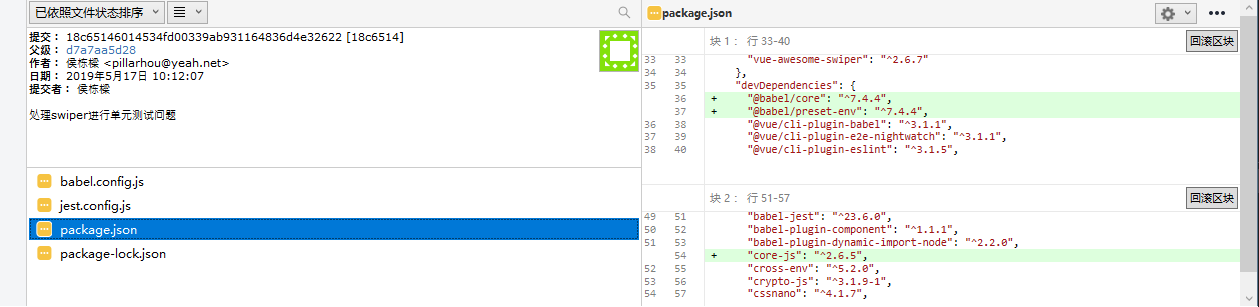 已依照文件状态排序
提交： 18c65146014534fd00339ab931164836d4e32622 [18c6514]
父级： d7a7aa5d28
作者： 侯栋樑 <pillarhou@yeah.net>
日期： 2019年5月17日 10:12:07
提交者： 侯栋樑
处理swiper进行单元测试问题
babel.config.js
jest.config.js
package.json
package-lock.json
package.json
块 1： 行 33-40
回滚区块
33 33 "vue-awesome-swiper": "^2.6.7"
34 34 },
35 35 "devDependencies": {
36 + "@babel/core": "^7.4.4",
37 + "@babel/preset-env": "^7.4.4",
36 38 "@vue/cli-plugin-babel": "^3.1.1",
37 39 "@vue/cli-plugin-e2e-nightwatch": "^3.1.1",
38 40 "@vue/cli-plugin-eslint": "^3.1.5",
块 2： 行 51-57
回滚区块
49 51 "babel-jest": "^23.6.0",
50 52 "babel-plugin-component": "^1.1.1",
51 53 "babel-plugin-dynamic-import-node": "^2.2.0",
54 + "core-js": "^2.6.5",
52 55 "cross-env": "^5.2.0",
53 56 "crypto-js": "^3.1.9-1",
54 57 "cssnano": "^4.1.7",